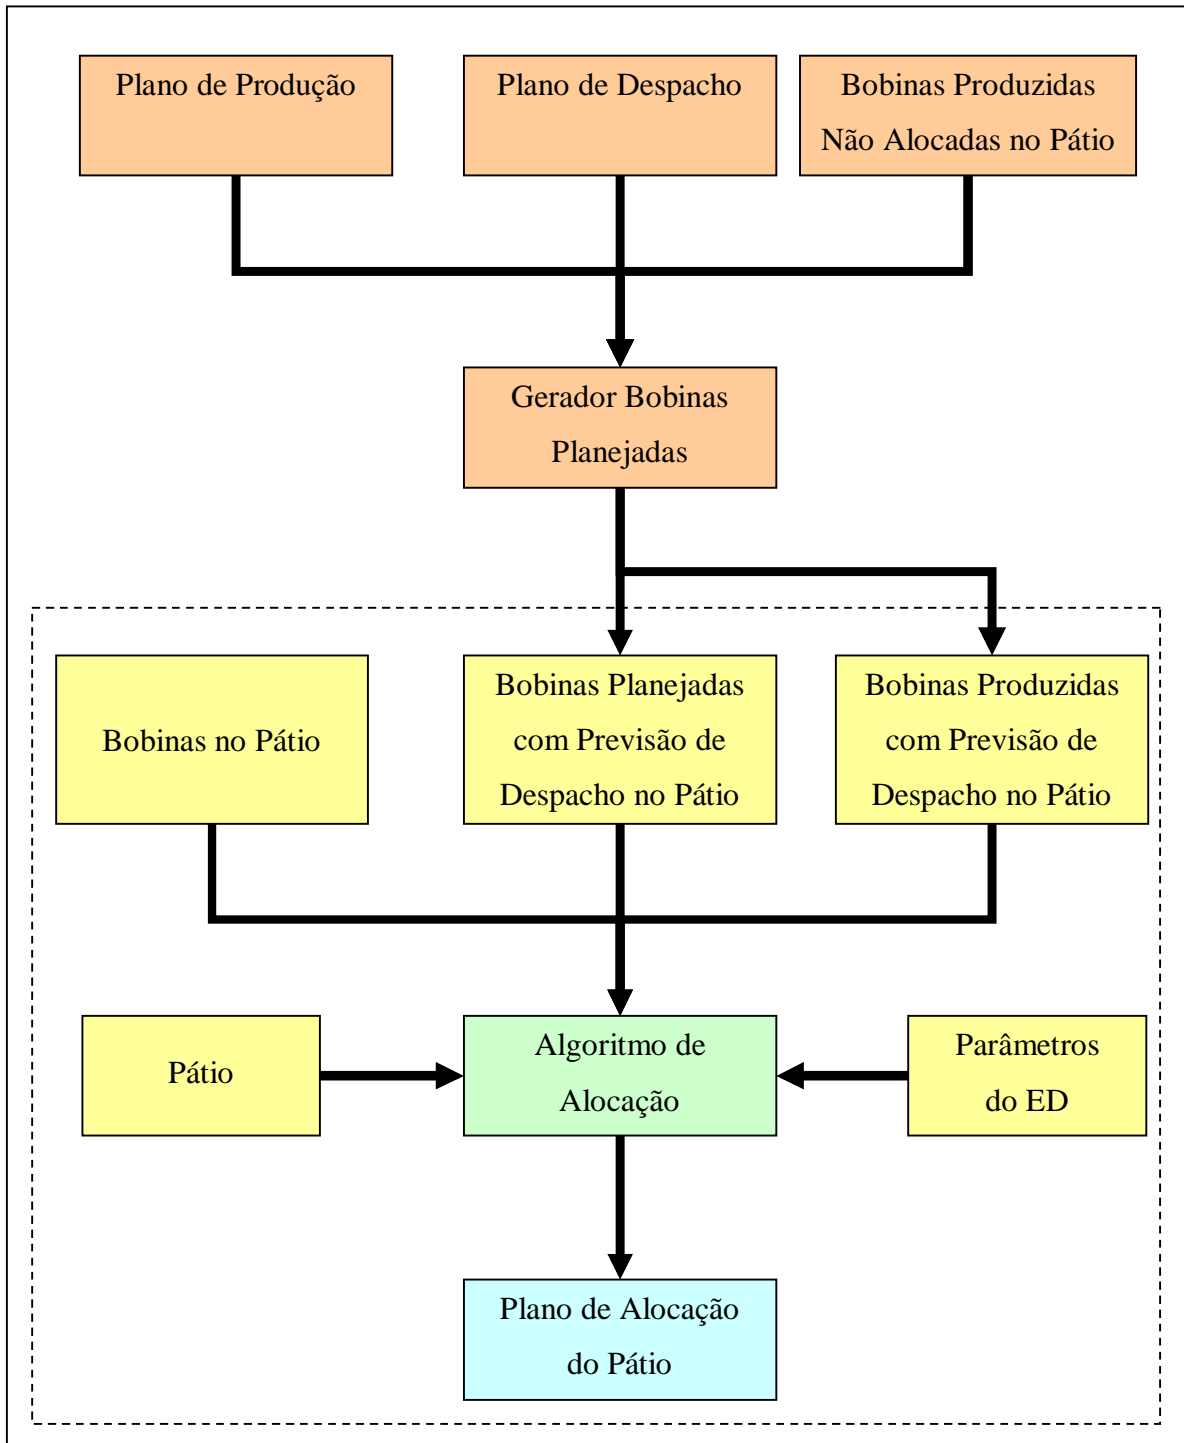 Plano de Produção
Plano de Despacho
Bobinas Produzidas
Não Alocadas no Pátio
Gerador Bobinas
Planejadas
Bobinas no Pátio
Bobinas Planejadas
com Previsão de
Despacho no Pátio
Bobinas Produzidas
com Previsão de
Despacho no Pátio
Pátio
Algoritmo de
Alocação
Parâmetros
do ED
Plano de Alocação
do Pátio